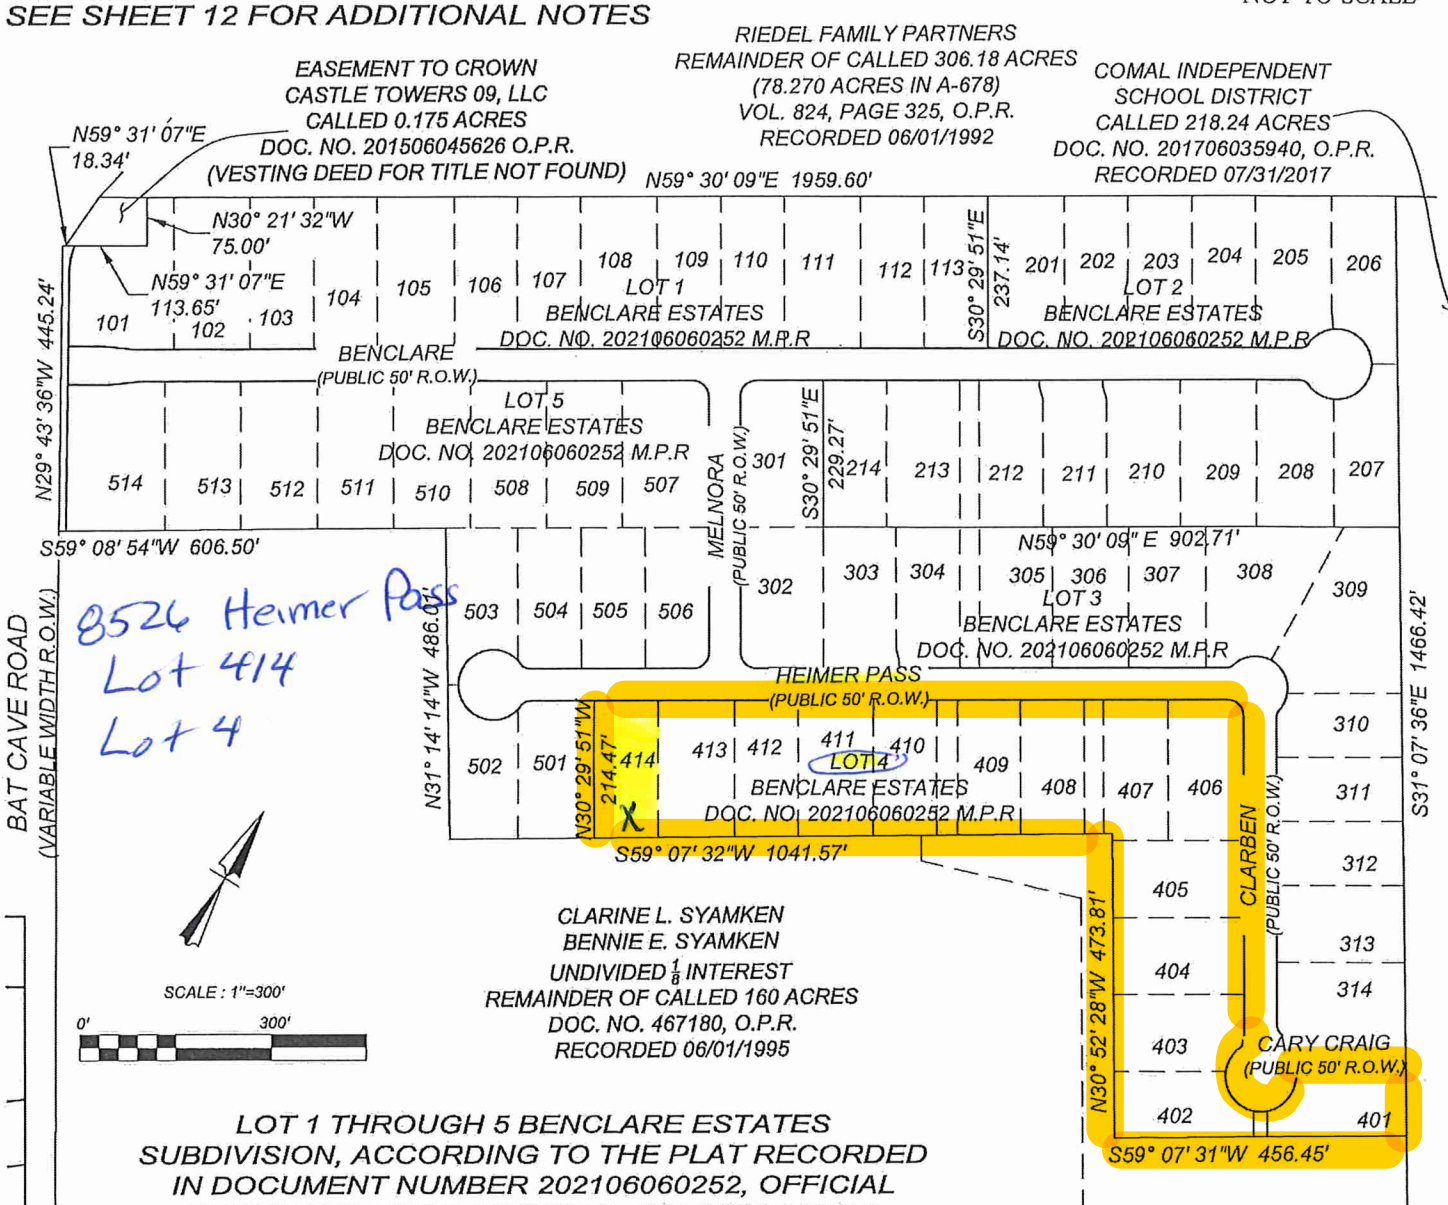 SEE SHEET 12 FOR ADDITIONAL NOTES
RIEDEL FAMILY PARTNERS
REMAINDER OF CALLED 306.18 ACRES
(78.270 ACRES IN A-678)
VOL. 824, PAGE 325, O.P.R.
RECORDED 06/01/1992
EASEMENT TO CROWN
CASTLE TOWERS 09, LLC
CALLED 0.175 ACRES
DOC. NO. 201506045626 O.P.R.
(VESTING DEED FOR TITLE NOT FOUND)
COMAL INDEPENDENT
SCHOOL DISTRICT
CALLED 218.24 ACRES
DOC. NO. 201706035940, O.P.R.
RECORDED 07/31/2017
N59° 31' 07"E
18.34'
N59° 30' 09"E 1959.60'
N30° 21' 32"W
75.00'
N59° 31' 07"E
113.65'
N29° 43' 36"W 445.24'
101
102
103
104
105
106
107
108
109
110
111
112
113
LOT 1
BENCLARE ESTATES
DOC. NO. 202106060252 M.P.R
S30° 29' 51"E
237.14'
201
202
203
204
205
206
LOT 2
BENCLARE ESTATES
DOC. NO. 202106060252 M.P.R
BENCLARE
(PUBLIC 50' R.O.W.)
LOT 5
BENCLARE ESTATES
DOC. NO. 202106060252 M.P.R
514
513
512
511
510
508
509
507
MELNORA
(PUBLIC 50' R.O.W.)
301
S30° 29' 51"E
229.27'
214
213
212
211
210
209
208
207
S59° 08' 54"W 606.50'
N59° 30' 09" E 902.71'
8526 Heimer Pass
Lot 414
Lot 4
N31° 14' 14"W 486.01'
503
504
505
506
302
303
304
305
306
307
308
309
LOT 3
BENCLARE ESTATES
DOC. NO. 202106060252 M.P.R
S31° 07' 36"E 1466.42'
BAT CAVE ROAD
(VARIABLE WIDTH R.O.W.)
HEIMER PASS
(PUBLIC 50' R.O.W.)
502
501
N30° 29' 51"W
214.47'
414
413
412
411
410
409
408
407
406
LOT 4
BENCLARE ESTATES
DOC. NO. 202106060252 M.P.R
X
S59° 07' 32"W 1041.57'
CLARBEN
(PUBLIC 50' R.O.W.)
310
311
312
313
314
405
404
403
402
401
N30° 52' 28"W 473.81'
CARY CRAIG
(PUBLIC 50' R.O.W.)
S59° 07' 31"W 456.45'
CLARINE L. SYAMKEN
BENNIE E. SYAMKEN
UNDIVIDED 1/8 INTEREST
REMAINDER OF CALLED 160 ACRES
DOC. NO. 467180, O.P.R.
RECORDED 06/01/1995
SCALE : 1"=300'
0' 300'
LOT 1 THROUGH 5 BENCLARE ESTATES
SUBDIVISION, ACCORDING TO THE PLAT RECORDED
IN DOCUMENT NUMBER 202106060252, OFFICIAL